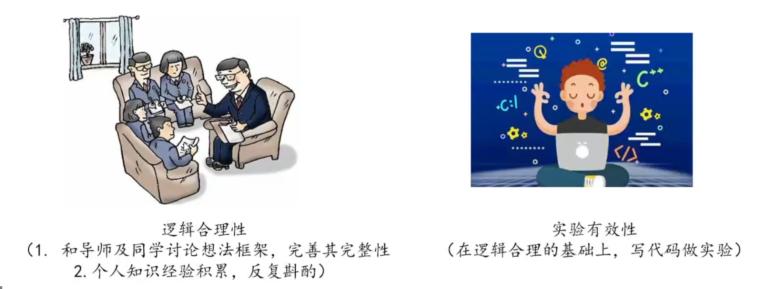 Q
@
C++
C:\
</>
逻辑合理性
(1. 和导师及同学讨论想法框架，完善其完整性
2.个人知识经验积累，反复斟酌)
实验有效性
(在逻辑合理的基础上，写代码做实验)